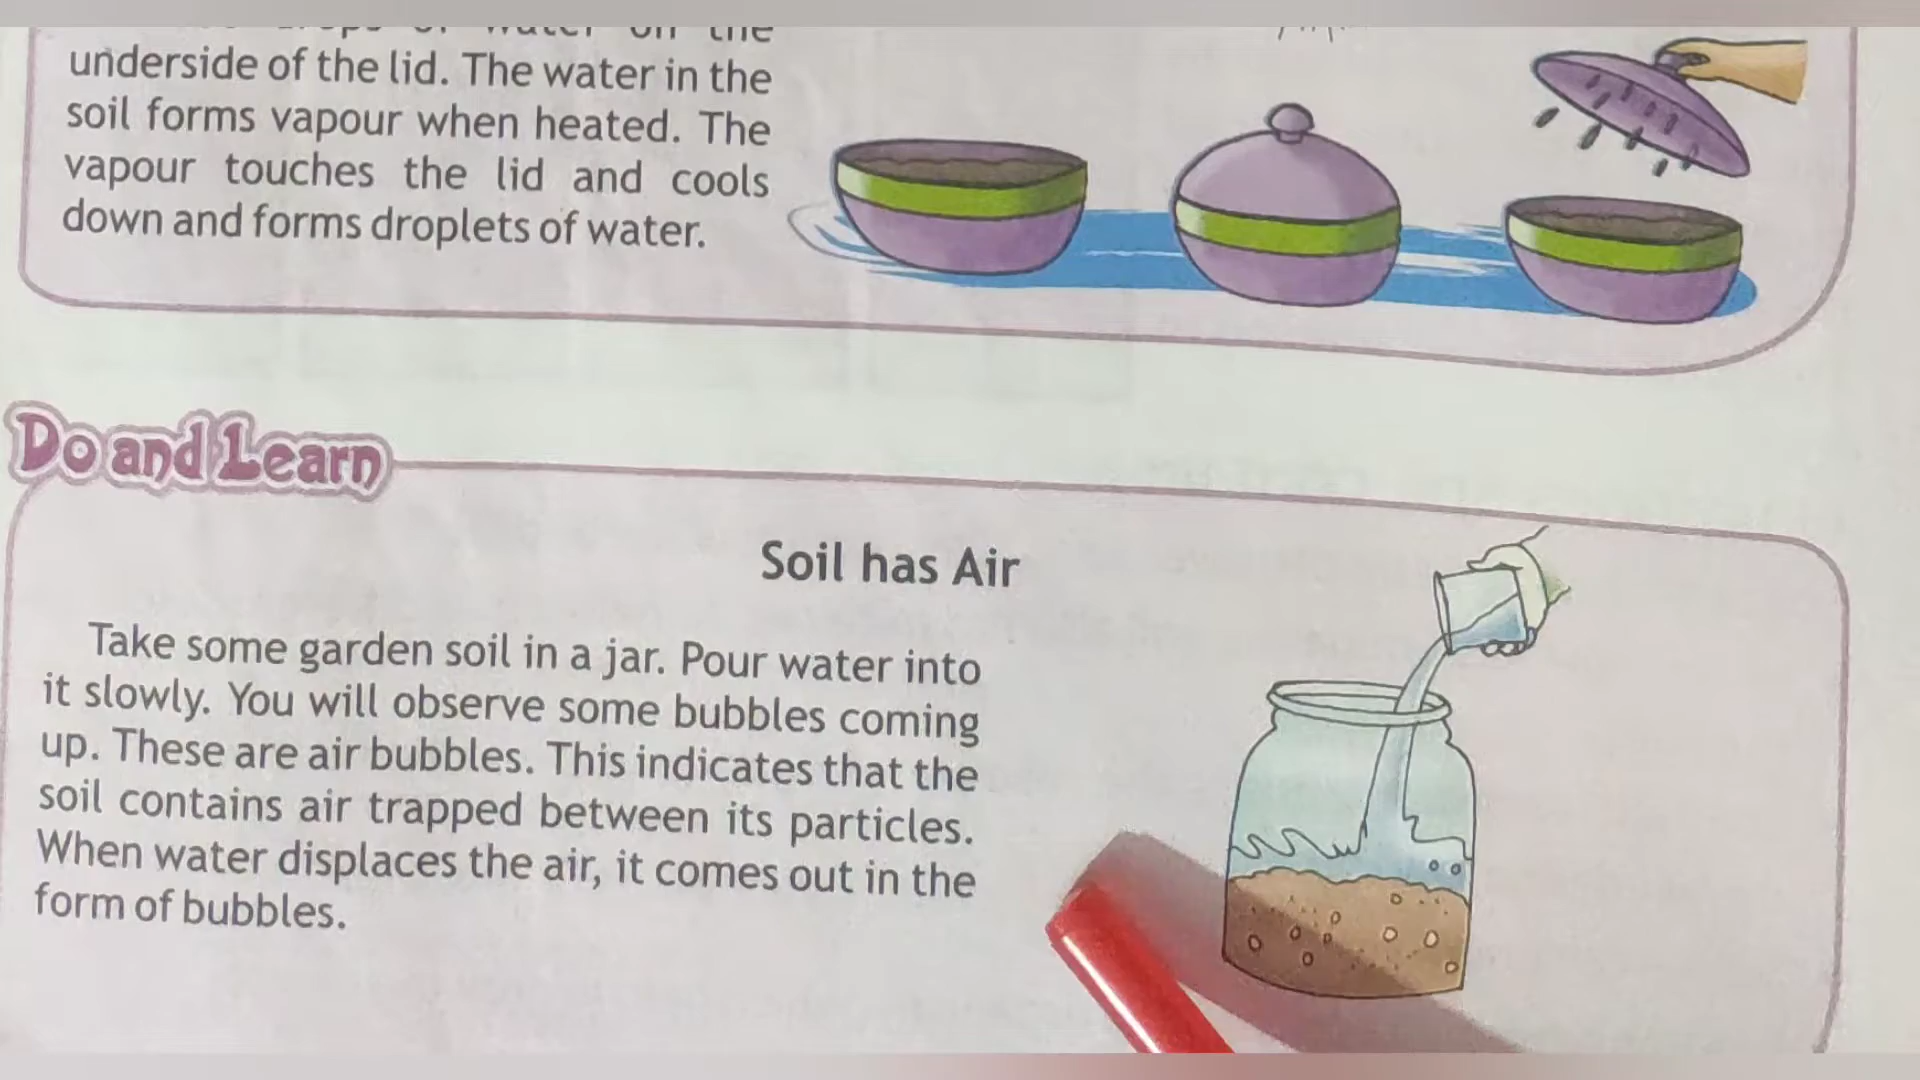 water on the
underside of the lid. The water in the
soil forms vapour when heated. The
vapour touches the lid and cools
down and forms droplets of water.
Do and Learn
Soil has Air
Take some garden soil in a jar. Pour water into
it slowly. You will observe some bubbles coming
up. These are air bubbles. This indicates that the
soil contains air trapped between its particles.
When water displaces the air, it comes out in the
form of bubbles.